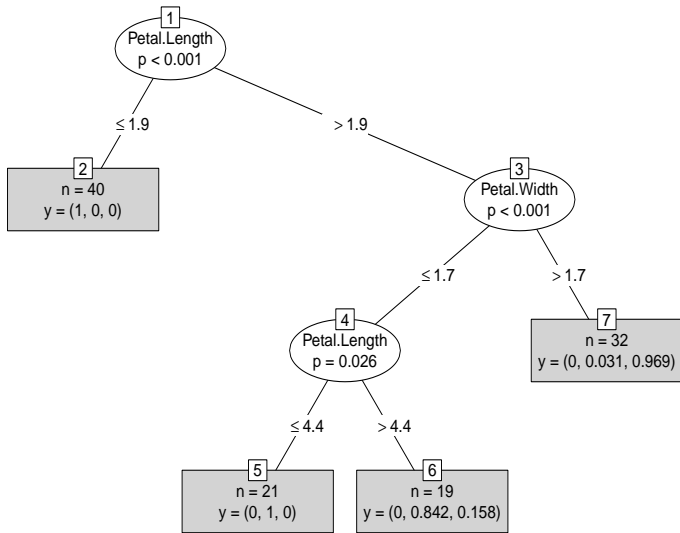 1
Petal.Length
p < 0.001
≤ 1.9
> 1.9
2
n = 40
y = (1, 0, 0)
3
Petal.Width
p < 0.001
≤ 1.7
> 1.7
4
Petal.Length
p = 0.026
7
n = 32
y = (0, 0.031, 0.969)
≤ 4.4
> 4.4
5
n = 21
y = (0, 1, 0)
6
n = 19
y = (0, 0.842, 0.158)